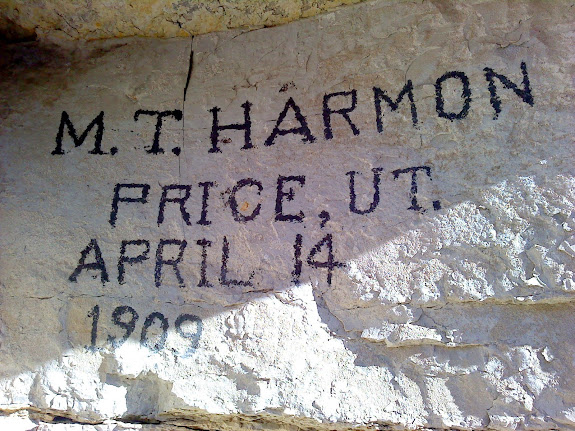 M. T. HARMON
PRICE, UT.
APRIL 14
1909